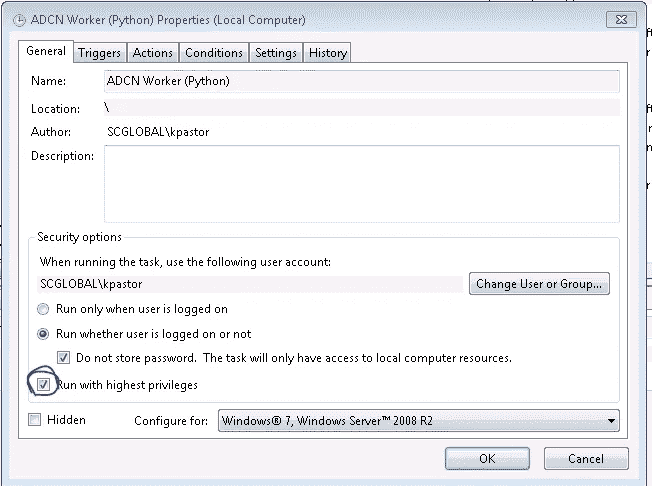 ADCN Worker (Python) Properties (Local Computer)
General Triggers Actions Conditions Settings History
Name: ADCN Worker (Python)
Location: \
Author: SCGLOBAL\kpastor
Description:
Security options
When running the task, use the following user account:
SCGLOBAL\kpastor Change User or Group...
Run only when user is logged on
Run whether user is logged on or not
Do not store password. The task will only have access to local computer resources.
Run with highest privileges
Hidden Configure for: Windows® 7, Windows Server™ 2008 R2
OK Cancel